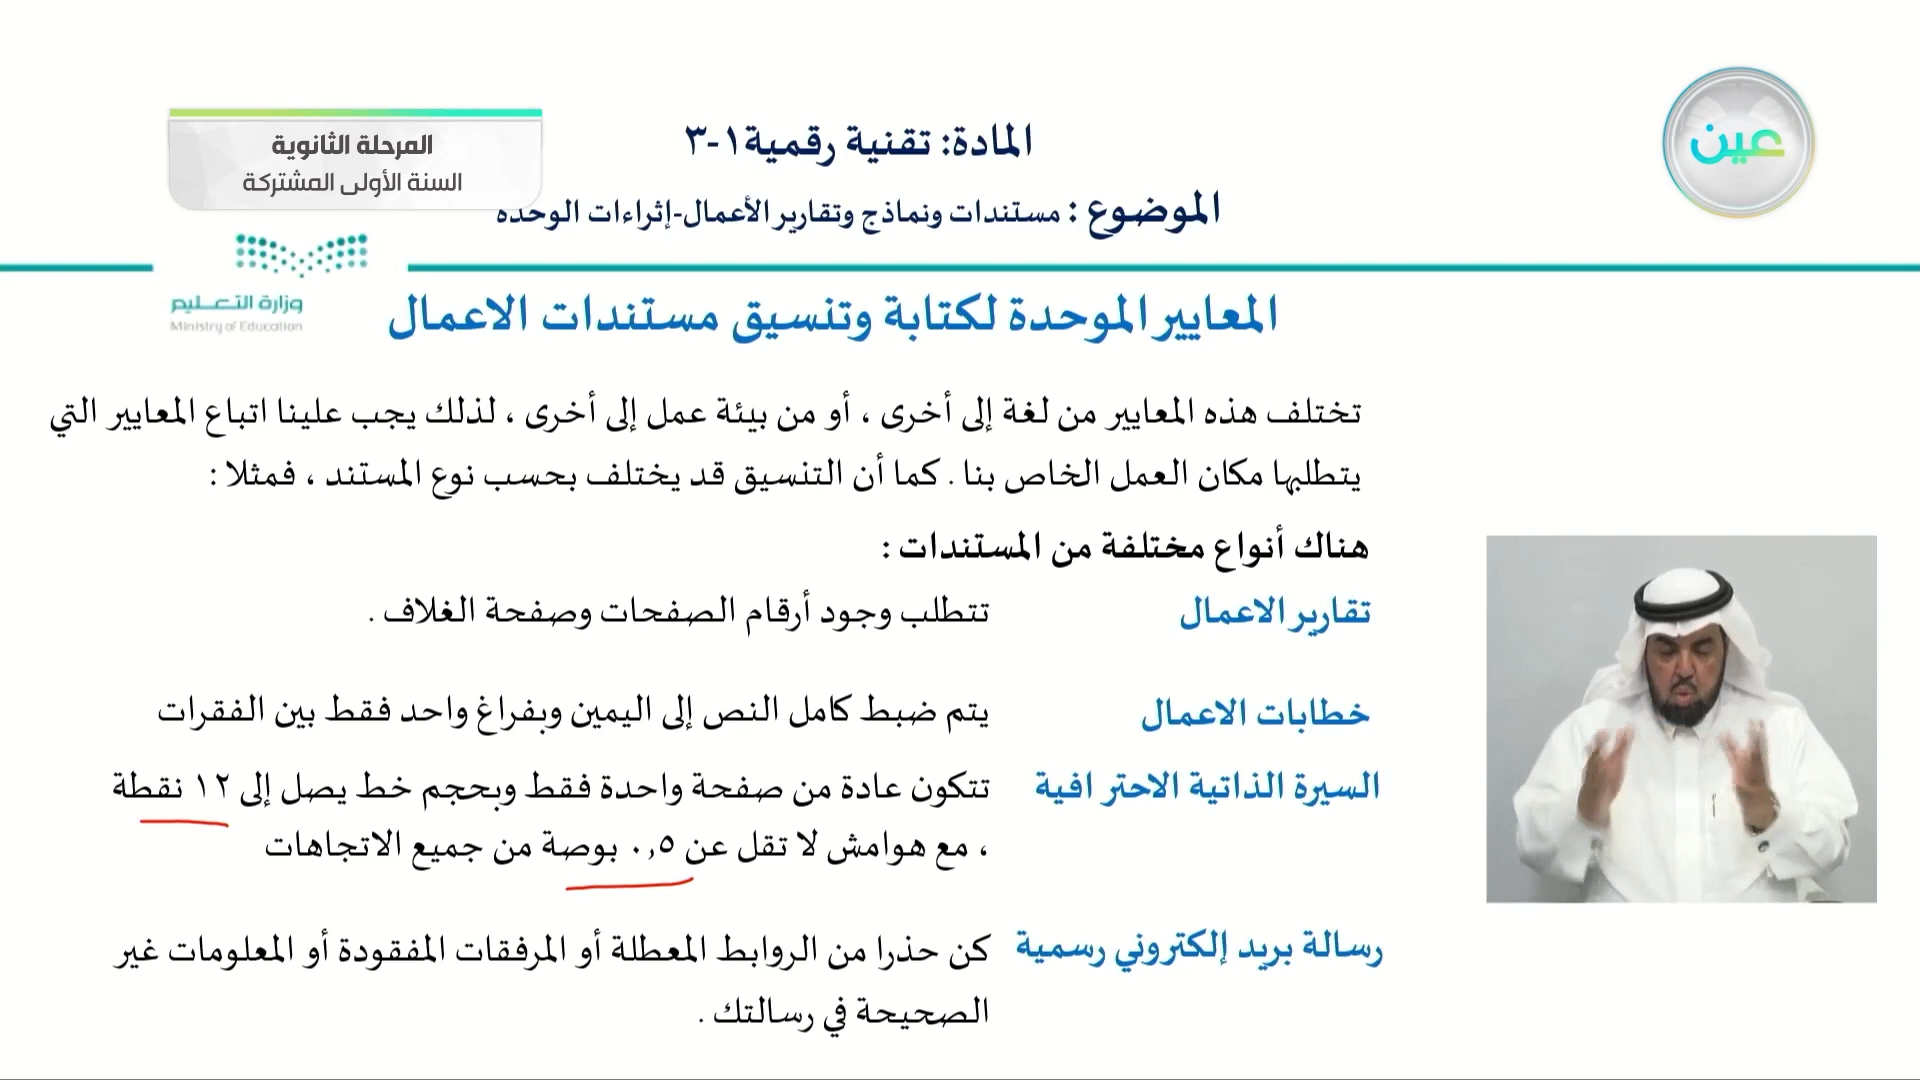 عين
المادة: تقنية رقمية١-٣
المرحلة الثانوية
السنة الأولى المشتركة
الموضوع : مستندات ونماذج وتقارير الأعمال-إثراءات الوحدة
وزارة التعليم
Ministry of Education
المعايير الموحدة لكتابة وتنسيق مستندات الاعمال
تختلف هذه المعايير من لغة إلى أخرى ، أو من بيئة عمل إلى أخرى ، لذلك يجب علينا اتباع المعايير التي
يتطلبها مكان العمل الخاص بنا . كما أن التنسيق قد يختلف بحسب نوع المستند ، فمثلا :
هناك أنواع مختلفة من المستندات :
تقارير الاعمال تتطلب وجود أرقام الصفحات وصفحة الغلاف .
خطابات الاعمال يتم ضبط كامل النص إلى اليمين وبفراغ واحد فقط بين الفقرات
السيرة الذاتية الاحترافية تتكون عادة من صفحة واحدة فقط وبحجم خط يصل إلى ١٢ نقطة
، مع هوامش لا تقل عن ٠,٥ بوصة من جميع الاتجاهات
رسالة بريد إلكتروني رسمية كن حذرا من الروابط المعطلة أو المرفقات المفقودة أو المعلومات غير
الصحيحة في رسالتك .